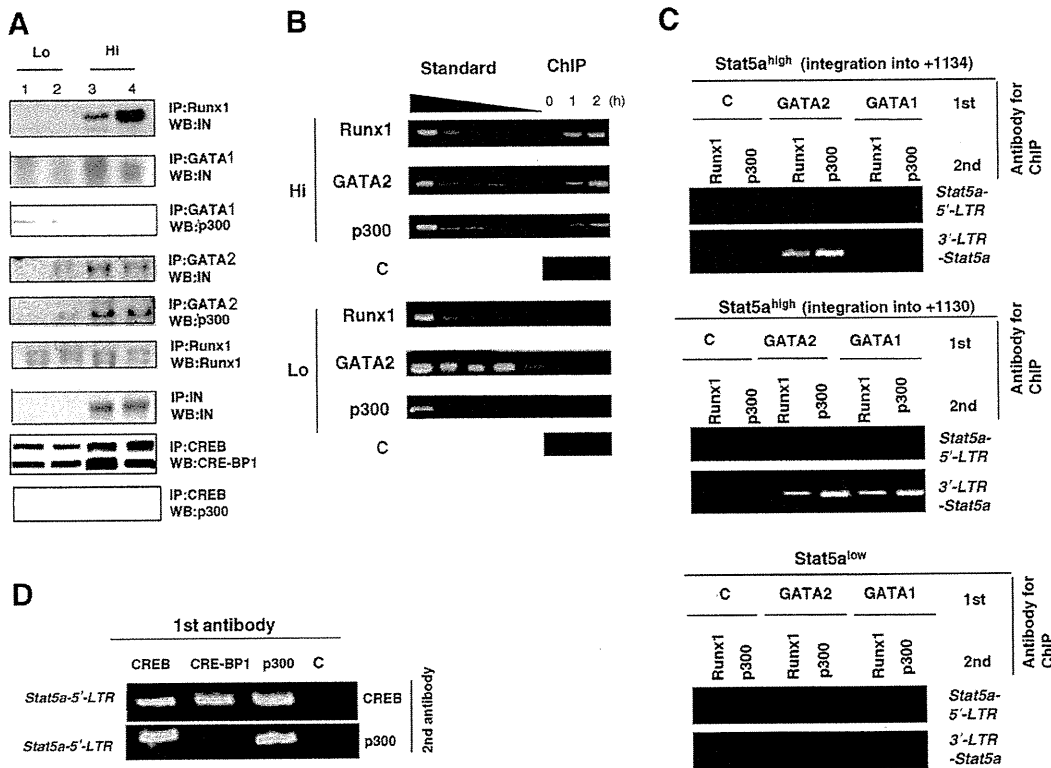 A
Lo Hi
1 2 3 4
IP:Runx1
WB:IN
IP:GATA1
WB:IN
IP:GATA1
WB:p300
IP:GATA2
WB:IN
IP:GATA2
WB:p300
IP:Runx1
WB:Runx1
IP:IN
WB:IN
IP:CREB
WB:CRE-BP1
IP:CREB
WB:p300
B
Standard ChIP
0 1 2 (h)
Hi
Runx1
GATA2
p300
C
Lo
Runx1
GATA2
p300
C
C
Stat5ahigh (integration into +1134)
C GATA2 GATA1 1st
Runx1 p300 Runx1 p300 Runx1 p300 2nd
Antibody for
ChIP
Stat5a-
5'-LTR
3'-LTR
-Stat5a
Stat5ahigh (integration into +1130)
C GATA2 GATA1 1st
Runx1 p300 Runx1 p300 Runx1 p300 2nd
Antibody for
ChIP
Stat5a-
5'-LTR
3'-LTR
-Stat5a
Stat5alow
C GATA2 GATA1 1st
Runx1 p300 Runx1 p300 Runx1 p300 2nd
Antibody for
ChIP
Stat5a-
5'-LTR
3'-LTR
-Stat5a
D
1st antibody
CREB CRE-BP1 p300 C
Stat5a-5'-LTR CREB
Stat5a-5'-LTR p300
2nd antibody